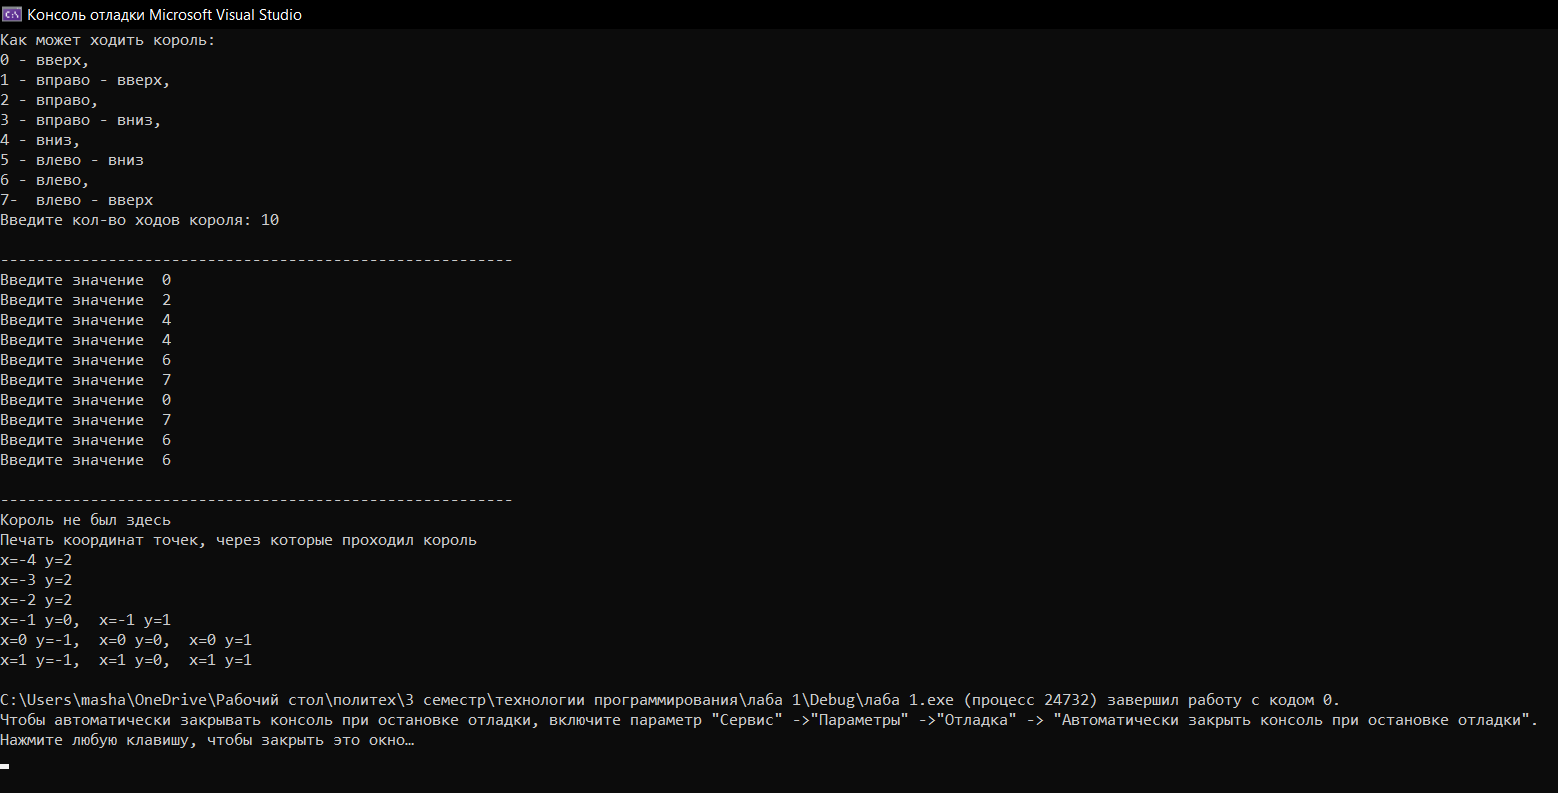 Консоль отладки Microsoft Visual Studio
Как может ходить король:
0 - вверх,
1 - вправо - вверх,
2 - вправо,
3 - вправо - вниз,
4 - вниз,
5 - влево - вниз
6 - влево,
7-  влево - вверх
Введите кол-во ходов короля: 10
---------------------------------------------------------
Введите значение  0
Введите значение  2
Введите значение  4
Введите значение  4
Введите значение  6
Введите значение  7
Введите значение  0
Введите значение  7
Введите значение  6
Введите значение  6
---------------------------------------------------------
Король не был здесь
Печать координат точек, через которые проходил король
x=-4 y=2
x=-3 y=2
x=-2 y=2
x=-1 y=0,  x=-1 y=1
x=0 y=-1,  x=0 y=0,  x=0 y=1
x=1 y=-1,  x=1 y=0,  x=1 y=1
C:\Users\masha\OneDrive\Рабочий стол\политех\3 семестр\технологии программирования\лаба 1\Debug\лаба 1.exe (процесс 24732) завершил работу с кодом 0.
Чтобы автоматически закрывать консоль при остановке отладки, включите параметр "Сервис" ->"Параметры" ->"Отладка" -> "Автоматически закрыть консоль при остановке отладки".
Нажмите любую клавишу, чтобы закрыть это окно…